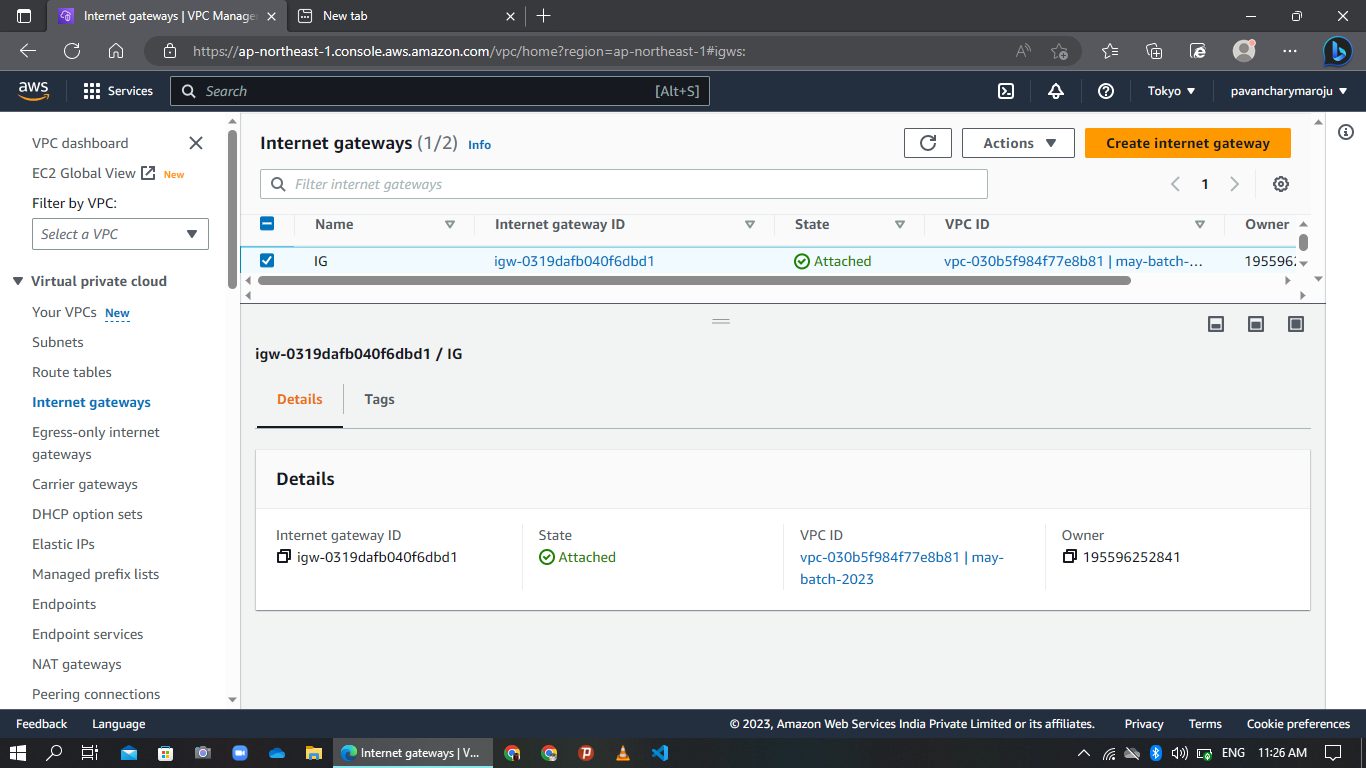 Internet gateways | VPC Manage
New tab
https://ap-northeast-1.console.aws.amazon.com/vpc/home?region=ap-northeast-1#igws:
aws
Services
Search
[Alt+S]
Tokyo
pavancharymaroju
VPC dashboard
EC2 Global View New
Filter by VPC:
Select a VPC
Virtual private cloud
Your VPCs New
Subnets
Route tables
Internet gateways
Egress-only internet
gateways
Carrier gateways
DHCP option sets
Elastic IPs
Managed prefix lists
Endpoints
Endpoint services
NAT gateways
Peering connections
Internet gateways (1/2) Info
Actions
Create internet gateway
Filter internet gateways
1
Name Internet gateway ID State VPC ID Owner
IG igw-0319dafb040f6dbd1 Attached vpc-030b5f984f77e8b81 | may-batch-... 195596
igw-0319dafb040f6dbd1 / IG
Details Tags
Details
Internet gateway ID
igw-0319dafb040f6dbd1
State
Attached
VPC ID
vpc-030b5f984f77e8b81 | may-
batch-2023
Owner
195596252841
Feedback Language © 2023, Amazon Web Services India Private Limited or its affiliates. Privacy Terms Cookie preferences
Internet gateways | V...
ENG 11:26 AM